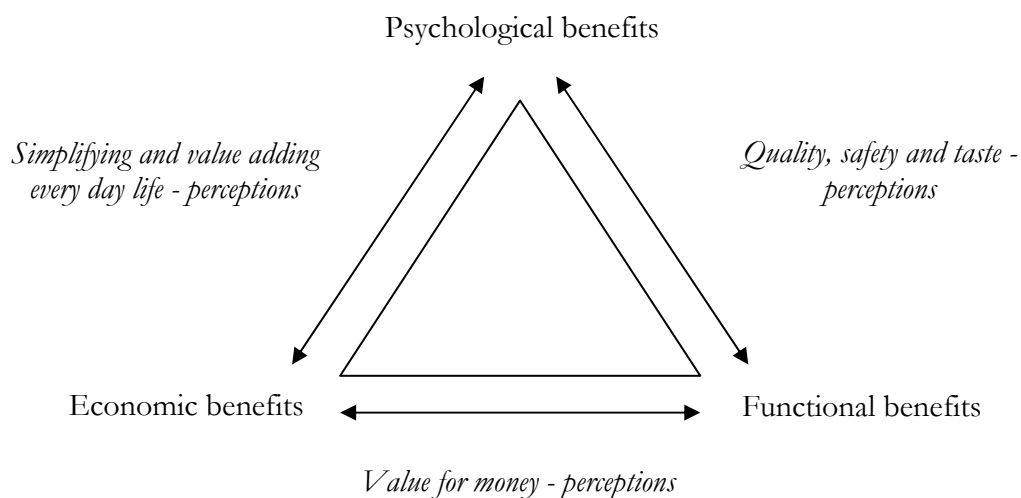 Psychological benefits
Simplifying and value adding
every day life - perceptions
Quality, safety and taste -
perceptions
Economic benefits
Functional benefits
Value for money - perceptions